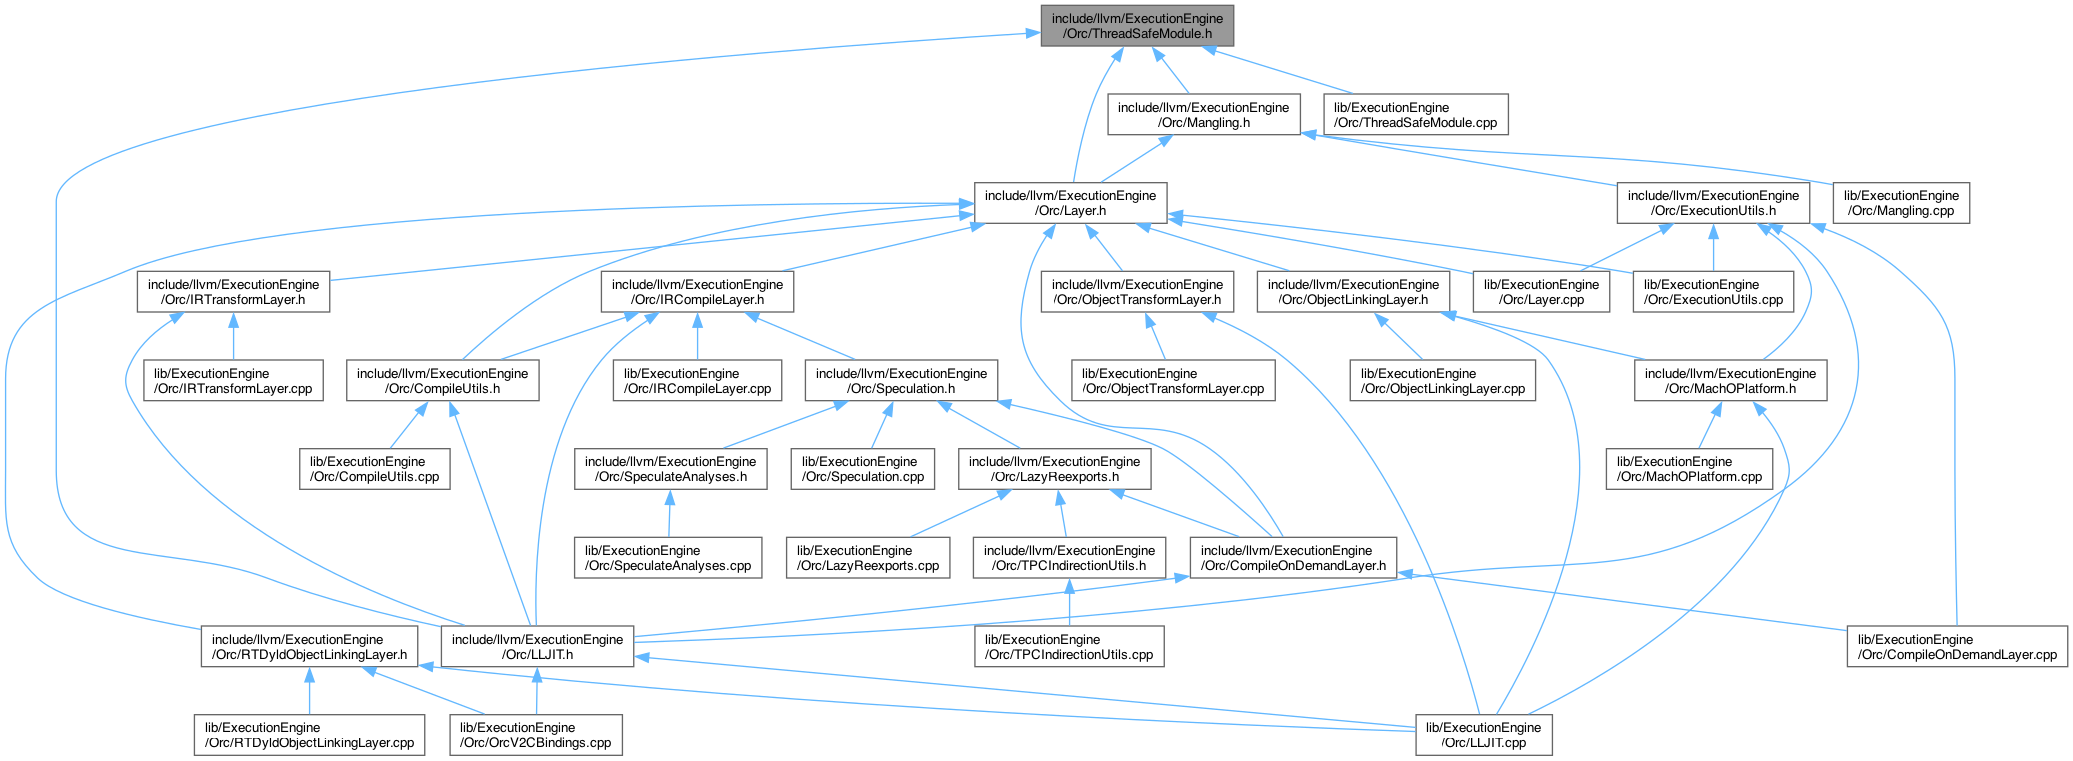 include/llvm/ExecutionEngine
/Orc/ThreadSafeModule.h
include/llvm/ExecutionEngine
/Orc/Mangling.h
lib/ExecutionEngine
/Orc/ThreadSafeModule.cpp
include/llvm/ExecutionEngine
/Orc/Layer.h
include/llvm/ExecutionEngine
/Orc/ExecutionUtils.h
lib/ExecutionEngine
/Orc/Mangling.cpp
include/llvm/ExecutionEngine
/Orc/IRTransformLayer.h
include/llvm/ExecutionEngine
/Orc/IRCompileLayer.h
include/llvm/ExecutionEngine
/Orc/ObjectTransformLayer.h
include/llvm/ExecutionEngine
/Orc/ObjectLinkingLayer.h
lib/ExecutionEngine
/Orc/Layer.cpp
lib/ExecutionEngine
/Orc/ExecutionUtils.cpp
lib/ExecutionEngine
/Orc/IRTransformLayer.cpp
include/llvm/ExecutionEngine
/Orc/CompileUtils.h
lib/ExecutionEngine
/Orc/IRCompileLayer.cpp
include/llvm/ExecutionEngine
/Orc/Speculation.h
lib/ExecutionEngine
/Orc/ObjectTransformLayer.cpp
lib/ExecutionEngine
/Orc/ObjectLinkingLayer.cpp
include/llvm/ExecutionEngine
/Orc/MachOPlatform.h
lib/ExecutionEngine
/Orc/CompileUtils.cpp
include/llvm/ExecutionEngine
/Orc/SpeculateAnalyses.h
lib/ExecutionEngine
/Orc/Speculation.cpp
include/llvm/ExecutionEngine
/Orc/LazyReexports.h
lib/ExecutionEngine
/Orc/MachOPlatform.cpp
lib/ExecutionEngine
/Orc/SpeculateAnalyses.cpp
lib/ExecutionEngine
/Orc/LazyReexports.cpp
include/llvm/ExecutionEngine
/Orc/TPCIndirectionUtils.h
include/llvm/ExecutionEngine
/Orc/CompileOnDemandLayer.h
include/llvm/ExecutionEngine
/Orc/RTDyldObjectLinkingLayer.h
include/llvm/ExecutionEngine
/Orc/LLJIT.h
lib/ExecutionEngine
/Orc/TPCIndirectionUtils.cpp
lib/ExecutionEngine
/Orc/CompileOnDemandLayer.cpp
lib/ExecutionEngine
/Orc/RTDyldObjectLinkingLayer.cpp
lib/ExecutionEngine
/Orc/OrcV2CBindings.cpp
lib/ExecutionEngine
/Orc/LLJIT.cpp